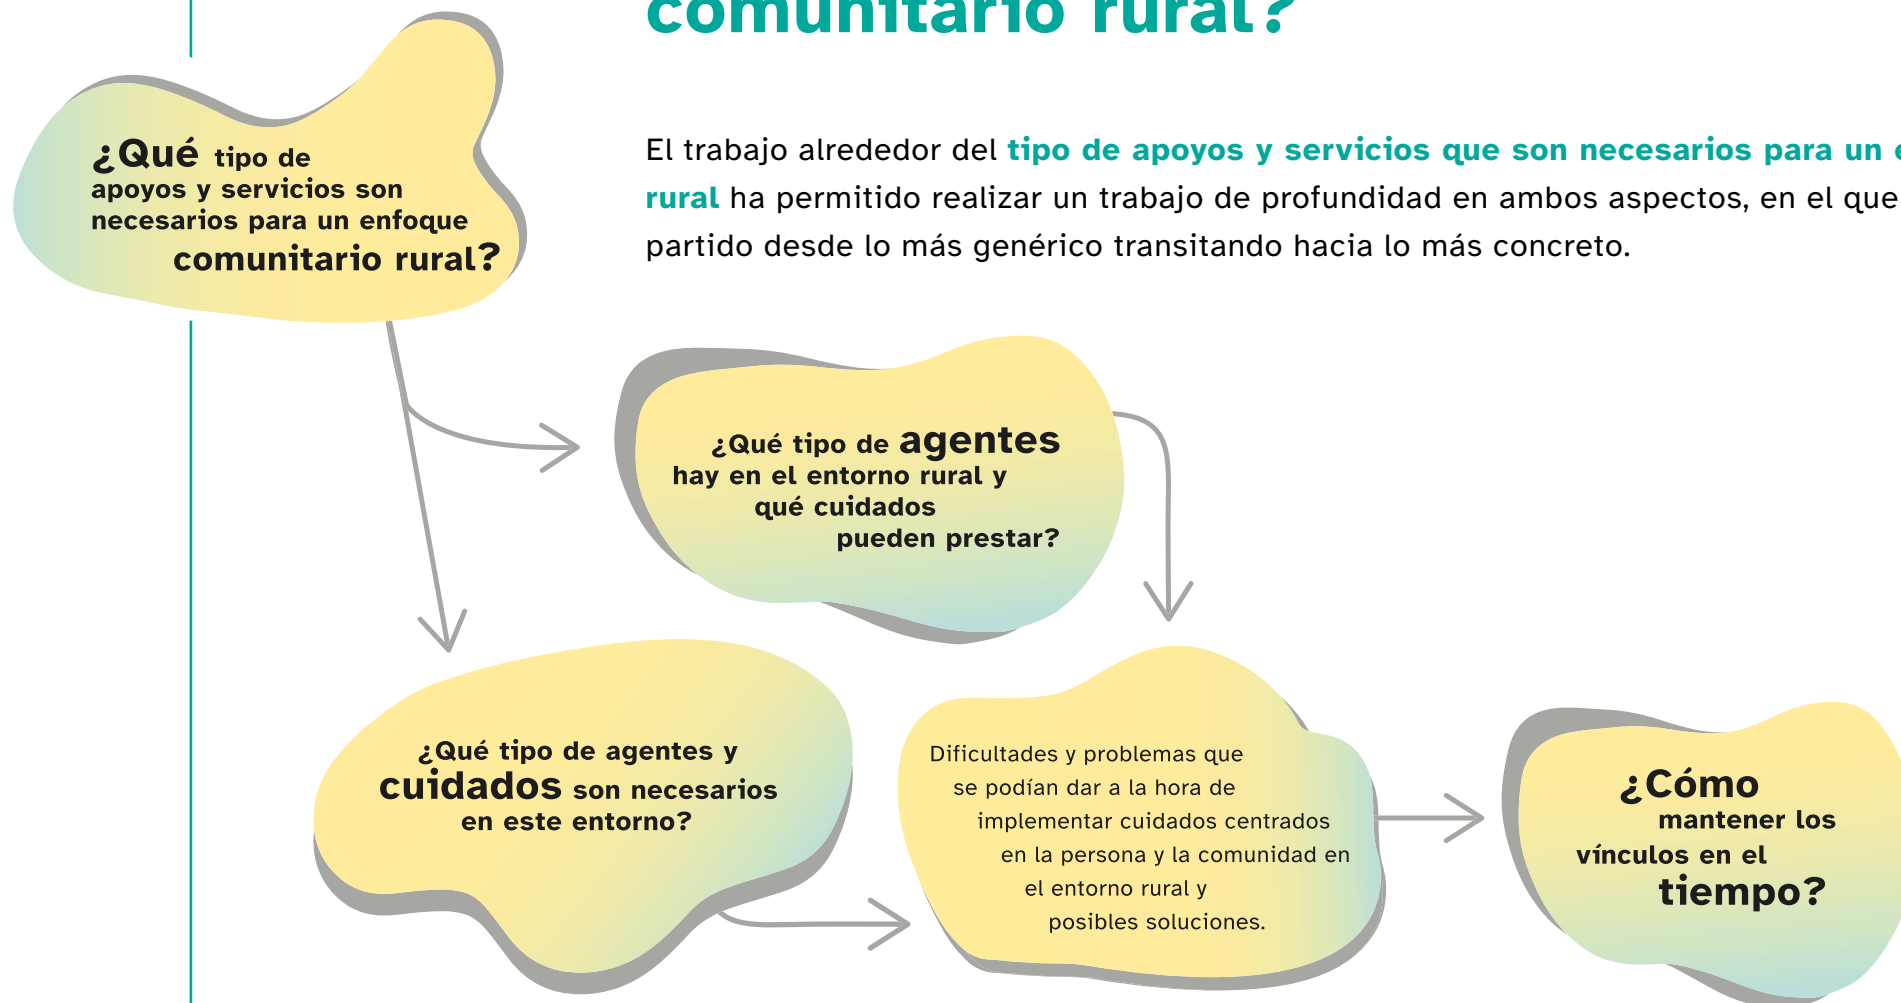 comunitario rural?
¿Qué tipo de
apoyos y servicios son
necesarios para un enfoque
comunitario rural?
El trabajo alrededor del tipo de apoyos y servicios que son necesarios para un
rural ha permitido realizar un trabajo de profundidad en ambos aspectos, en el que
partido desde lo más genérico transitando hacia lo más concreto.
¿Qué tipo de agentes
hay en el entorno rural y
qué cuidados
pueden prestar?
¿Qué tipo de agentes y
cuidados son necesarios
en este entorno?
Dificultades y problemas que
se podían dar a la hora de
implementar cuidados centrados
en la persona y la comunidad en
el entorno rural y
posibles soluciones.
¿Cómo
mantener los
vínculos en el
tiempo?